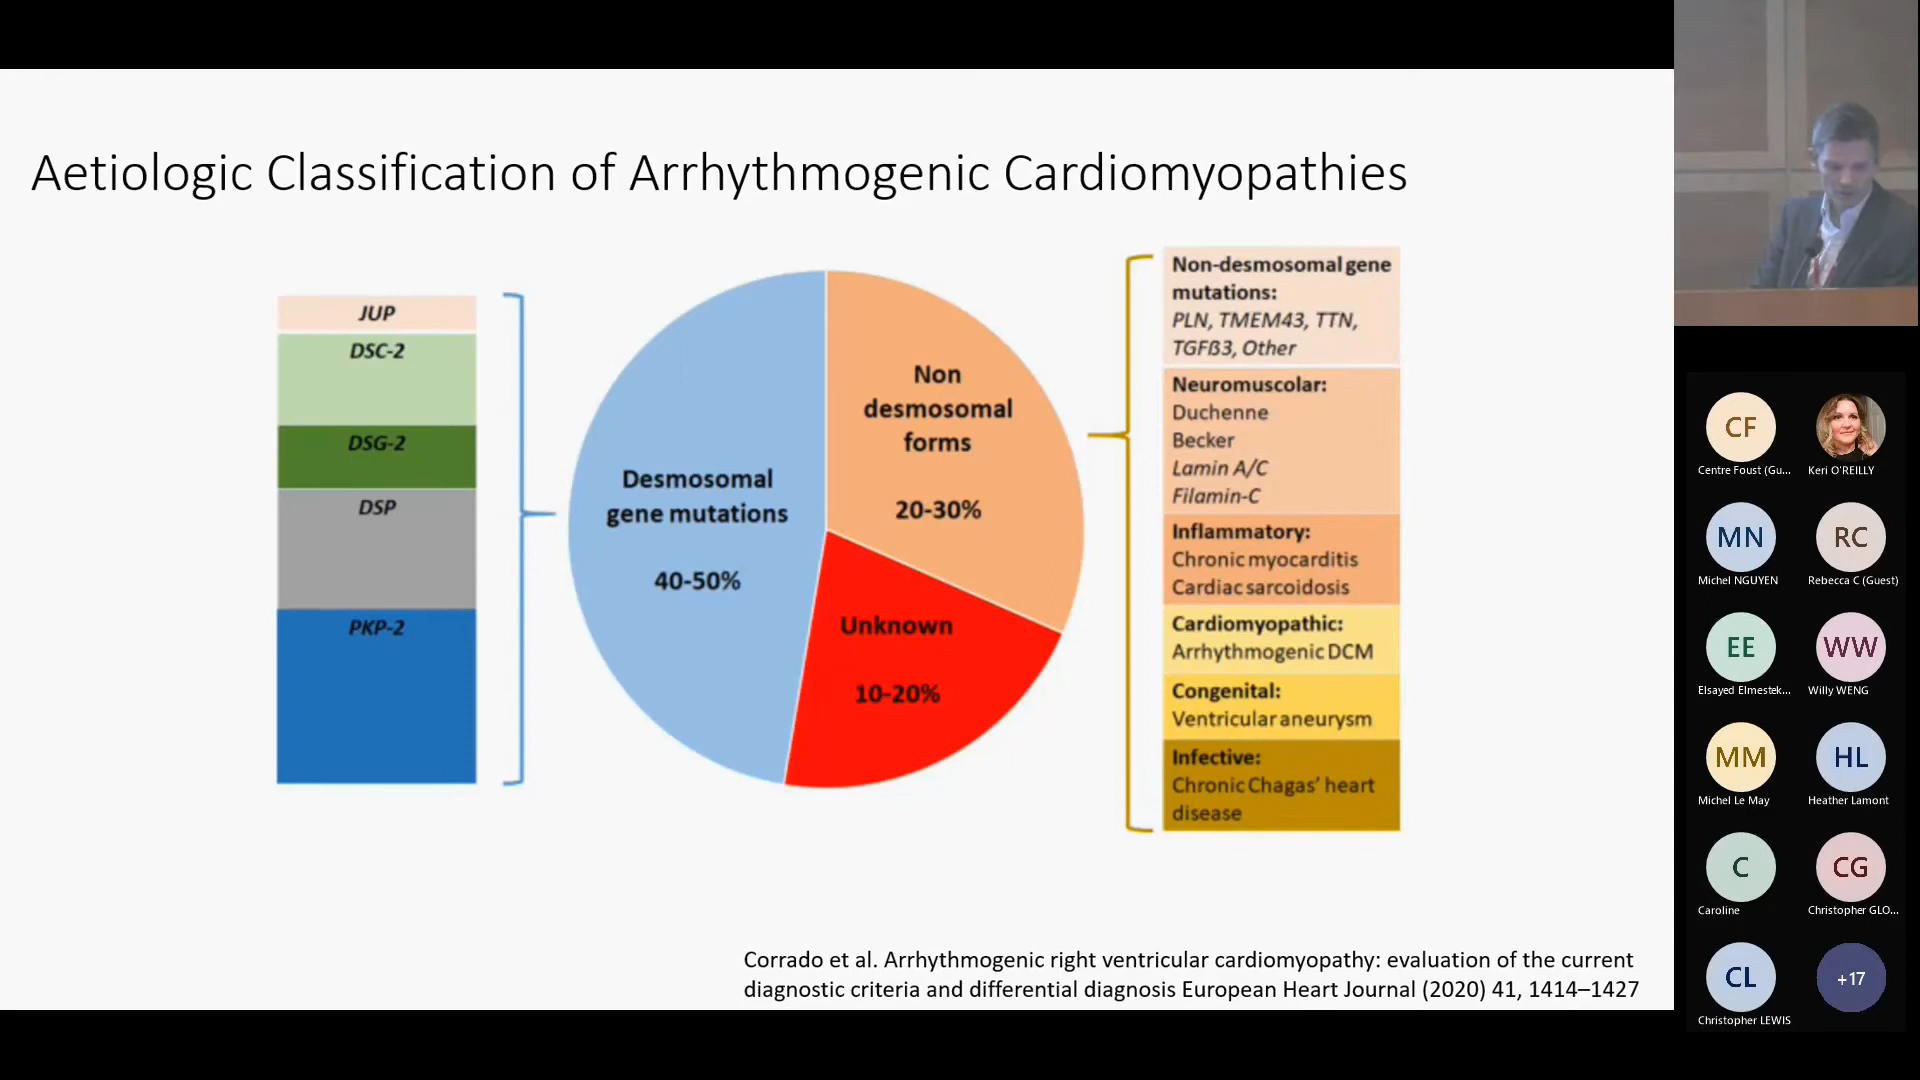 Aetiologic Classification of Arrhythmogenic Cardiomyopathies
JUP
DSC-2
DSG-2
DSP
PKP-2
Desmosomal
gene mutations
40-50%
Non
desmosomal
forms
20-30%
Unknown
10-20%
Non-desmosomal gene
mutations:
PLN, TMEM43, TTN,
TGFß3, Other
Neuromuscular:
Duchenne
Becker
Lamin A/C
Filamin-C
Inflammatory:
Chronic myocarditis
Cardiac sarcoidosis
Cardiomyopathic:
Arrhythmogenic DCM
Congenital:
Ventricular aneurysm
Infective:
Chronic Chagas' heart
disease
Corrado et al. Arrhythmogenic right ventricular cardiomyopathy: evaluation of the current
diagnostic criteria and differential diagnosis European Heart Journal (2020) 41, 1414–1427
CF
Centre Foust (Gu...
Keri O'REILLY
MN
Michel NGUYEN
RC
Rebecca C (Guest)
EE
Elsayed Elmestek...
WW
Willy WENG
MM
Michel Le May
HL
Heather Lamont
C
Caroline
CG
Christopher GLO...
CL
Christopher LEWIS
+17